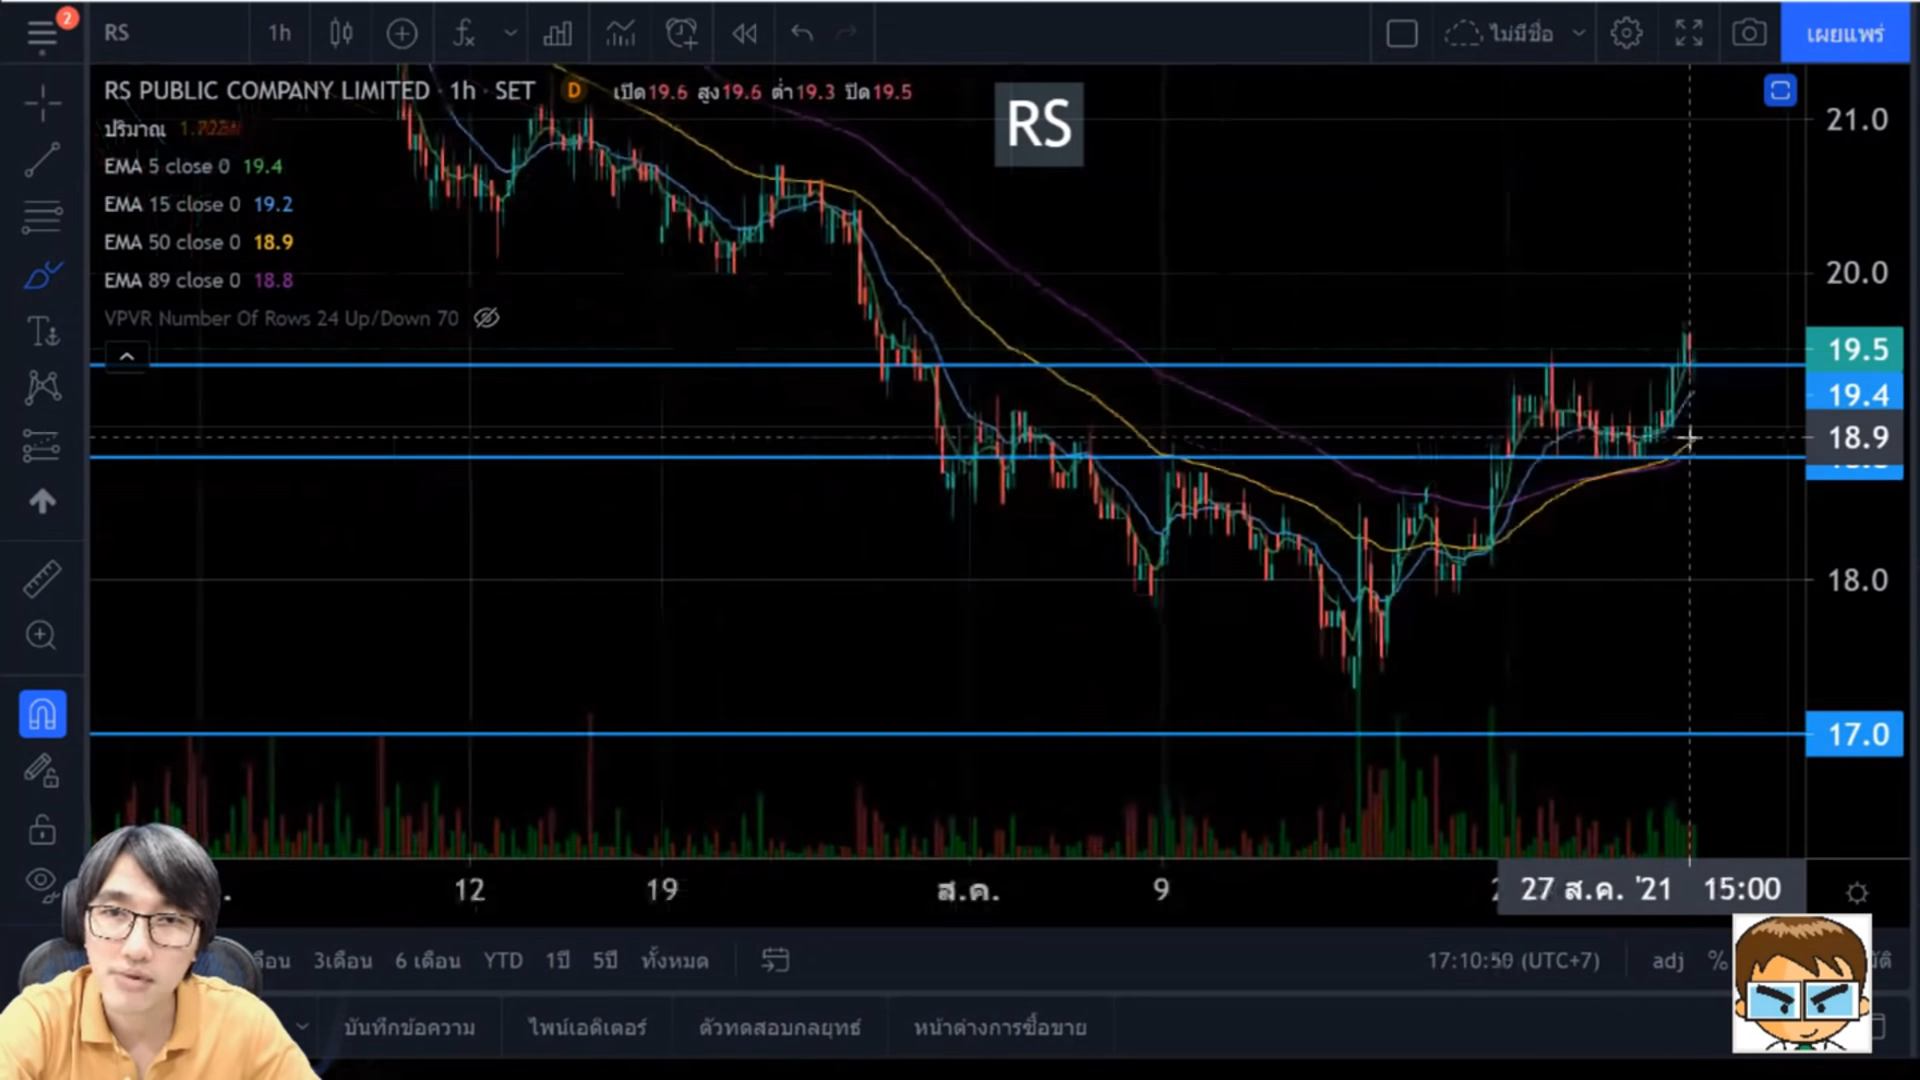 2
RS
1h
ไม่มีชื่อ
เผยแพร่
RS PUBLIC COMPANY LIMITED · 1h · SET
D
เปิด19.6 สูง19.6 ต่ำ19.3 ปิด19.5
RS
ปริมาณ
EMA 5 close 0 19.4
EMA 15 close 0 19.2
EMA 50 close 0 18.9
EMA 89 close 0 18.8
VPVR Number Of Rows 24 Up/Down 70
21.0
20.0
19.5
19.4
18.9
18.0
17.0
12
19
ส.ค.
9
27 ส.ค. '21 15:00
3เดือน
6 เดือน
YTD
1ปี
5ปี
ทั้งหมด
17:10:50 (UTC+7)
adj
%
บันทึกข้อความ
ไพน์เอดิเตอร์
ตัวทดสอบกลยุทธ์
หน้าต่างการซื้อขาย